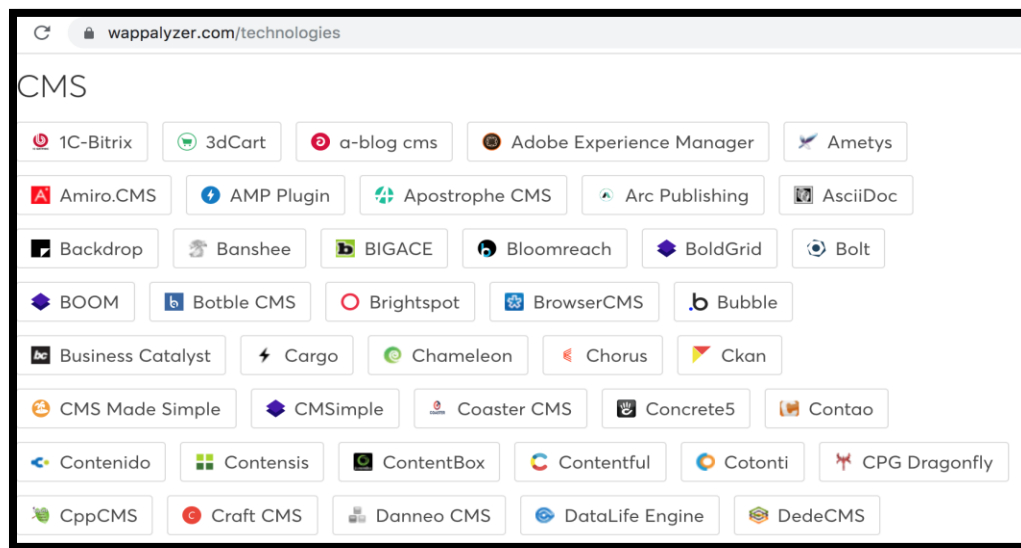 wappalyzer.com/technologies
CMS
1C-Bitrix 3dCart a-blog cms Adobe Experience Manager Ametys
Amiro.CMS AMP Plugin Apostrophe CMS Arc Publishing AsciiDoc
Backdrop Banshee BIGACE Bloomreach BoldGrid Bolt
BOOM Botble CMS Brightspot BrowserCMS Bubble
Business Catalyst Cargo Chameleon Chorus Ckan
CMS Made Simple CMSimple Coaster CMS Concrete5 Contao
Contenido Contensis ContentBox Contentful Cotonti CPG Dragonfly
CppCMS Craft CMS Danneo CMS DataLife Engine DedeCMS